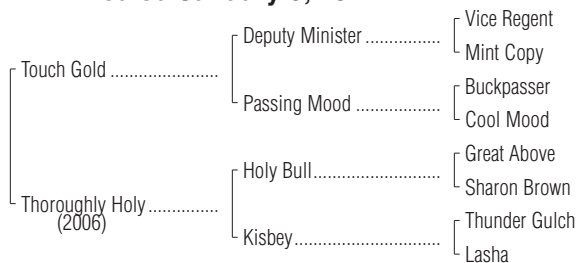 Vice Regent
Deputy Minister ..................
Mint Copy
Touch Gold ..........................
Buckpasser
Passing Mood ....................
Cool Mood
Great Above
Holy Bull..............................
Sharon Brown
Thoroughly Holy .................
(2006)
Thunder Gulch
Kisbey...................................
Lasha